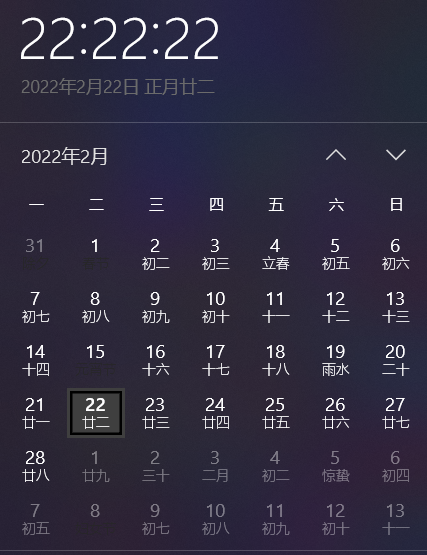 22:22:22
2022年2月22日 正月廿二
2022年2月
一 二 三 四 五 六 日
31 1 2 3 4 5 6
初二 初三 立春 初五 初六
7 8 9 10 11 12 13
初七 初八 初九 初十 十一 十二 十三
14 15 16 17 18 19 20
十四 十六 十七 十八 雨水 二十
21 22 23 24 25 26 27
廿一 廿二 廿三 廿四 廿五 廿六 廿七
28 1 2 3 4 5 6
廿八 廿九 三十 二月 初二 惊蛰 初四
7 8 9 10 11 12 13
初五 初七 初八 初九 初十 十一